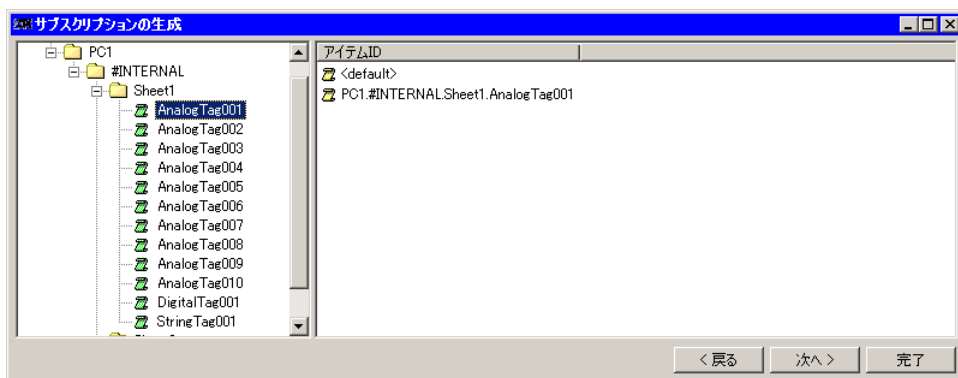 サブスクリプションの生成
PC1
#INTERNAL
Sheet1
AnalogTag001
AnalogTag002
AnalogTag003
AnalogTag004
AnalogTag005
AnalogTag006
AnalogTag007
AnalogTag008
AnalogTag009
AnalogTag010
DigitalTag001
StringTag001
アイテムID
<default>
PC1.#INTERNAL.Sheet1.AnalogTag001
< 戻る
次へ >
完了